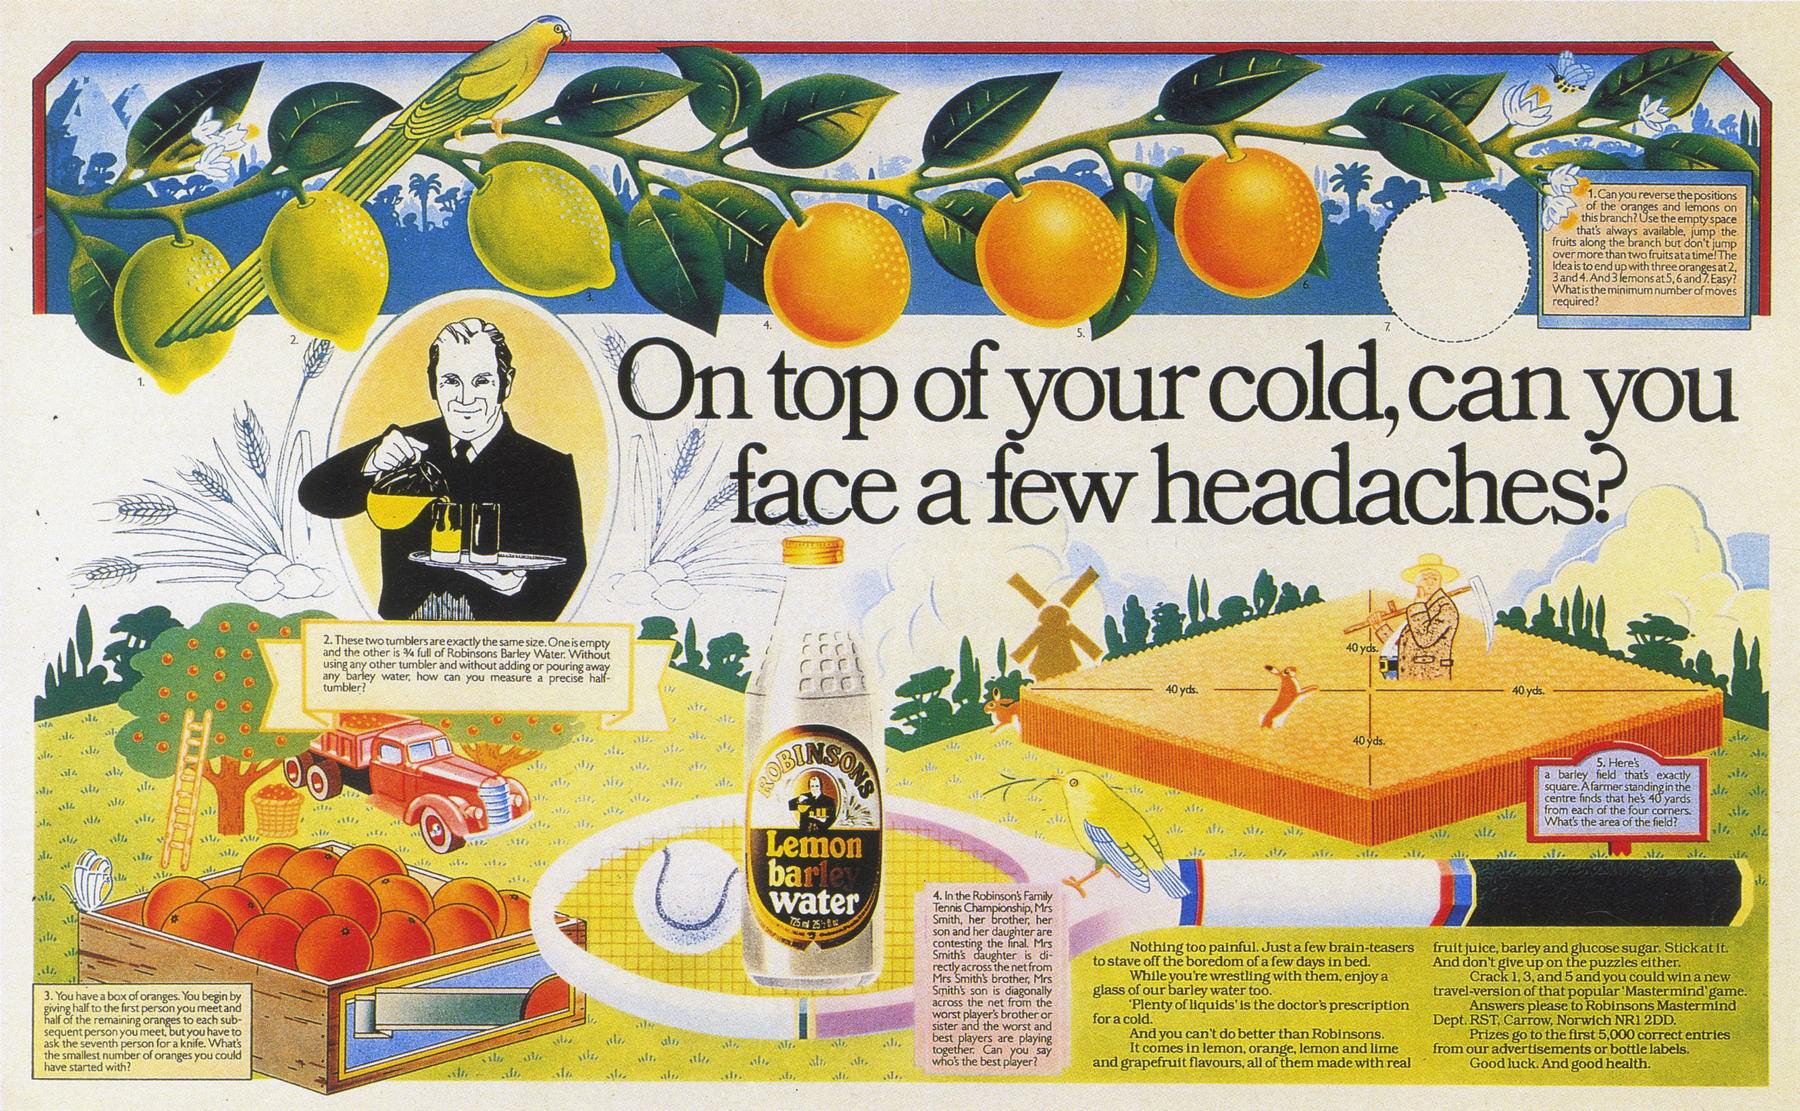 1. Can you reverse the positions
of the oranges and lemons on
this branch? Use the empty space
that's always available, jump the
fruits along the branch but don't jump
over more than two fruits at a time! The
Idea is to end up with three oranges at 2,
3 and 4. And 3 lemons at 5, 6 and 7. Easy?
What is the minimum number of moves
required?
1.
2.
3.
4.
5.
6.
7.
On top of your cold, can you
face a few headaches?
2. These two tumblers are exactly the same size. One is empty
and the other is ¾ full of Robinsons Barley Water. Without
using any other tumbler and without adding or pouring away
any barley water, how can you measure a precise half-
tumbler?
40 yds.
40 yds.
40 yds.
40 yds.
5. Here's
a barley field that's exactly
square. A farmer standing in the
centre finds that he's 40 yards
from each of the four corners.
What's the area of the field?
ROBINSONS
Lemon
barley
water
725 ml 25½ fl oz
3. You have a box of oranges. You begin by
giving half to the first person you meet and
half of the remaining oranges to each sub-
sequent person you meet, but you have to
ask the seventh person for a knife. What's
the smallest number of oranges you could
have started with?
4. In the Robinson's Family
Tennis Championship, Mrs
Smith, her brother, her
son and her daughter are
contesting the final. Mrs
Smith's daughter is di-
rectly across the net from
Mrs Smith's brother, Mrs
Smith's son is diagonally
across the net from the
worst player's brother or
sister and the worst and
best players are playing
together. Can you say
who's the best player?
Nothing too painful. Just a few brain-teasers
to stave off the boredom of a few days in bed.
While you're wrestling with them, enjoy a
glass of our barley water too.
'Plenty of liquids' is the doctor's prescription
for a cold.
And you can't do better than Robinsons.
It comes in lemon, orange, lemon and lime
and grapefruit flavours, all of them made with real
fruit juice, barley and glucose sugar. Stick at it.
And don't give up on the puzzles either.
Crack 1, 3, and 5 and you could win a new
travel-version of that popular 'Mastermind' game.
Answers please to Robinsons Mastermind
Dept. RST, Carrow, Norwich NR1 2DD.
Prizes go to the first 5,000 correct entries
from our advertisements or bottle labels.
Good luck. And good health.